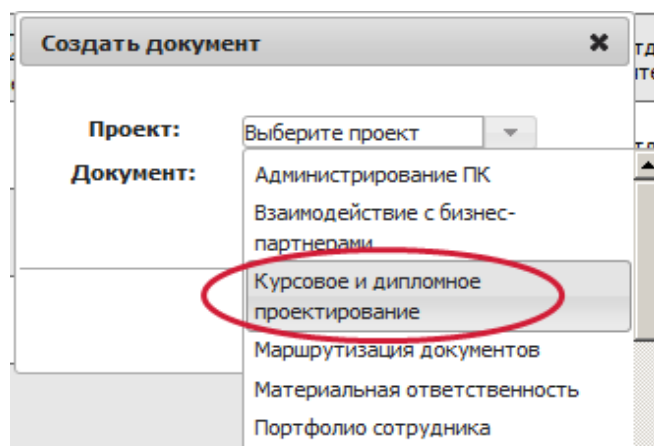 Создать документ
Проект:
Выберите проект
Документ:
Администрирование ПК
Взаимодействие с бизнес-
партнерами
Курсовое и дипломное
проектирование
Маршрутизация документов
Материальная ответственность
Портфолио сотрудника